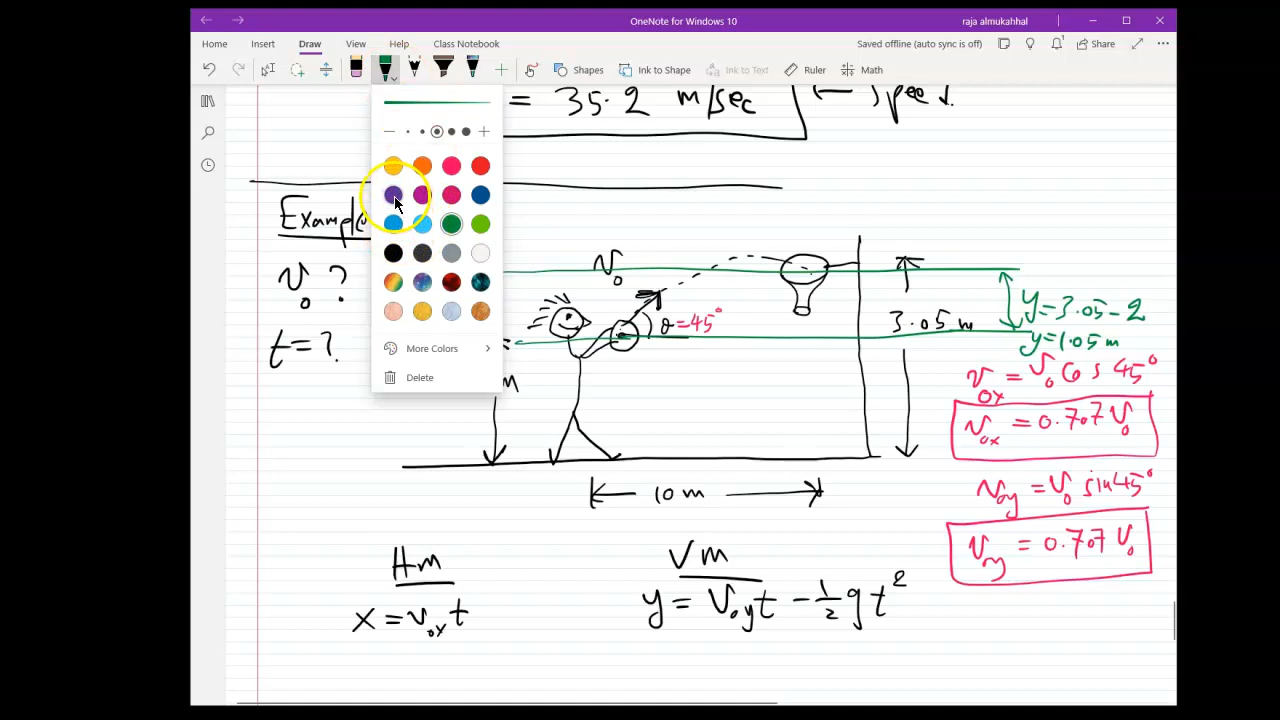 OneNote for Windows 10
raja almukahhal
Home Insert Draw View Help Class Notebook
Saved offline (auto sync is off)
Share
Shapes
Ink to Shape
Ink to Text
Ruler
Math
= 35.2 m/sec ← Speed.
Example
v₀ ?
t = ?
More Colors
Delete
m
v₀
θ = 45°
3.05 m
y = 3.05 - 2
y = 1.05 m
v₀ₓ = v₀ Cos 45°
v₀ₓ = 0.707 v₀
v₀y = v₀ sin 45°
v₀y = 0.707 v₀
10 m
Hm
x = v₀ₓ t
Vm
y = v₀y t - 1/2 g t²